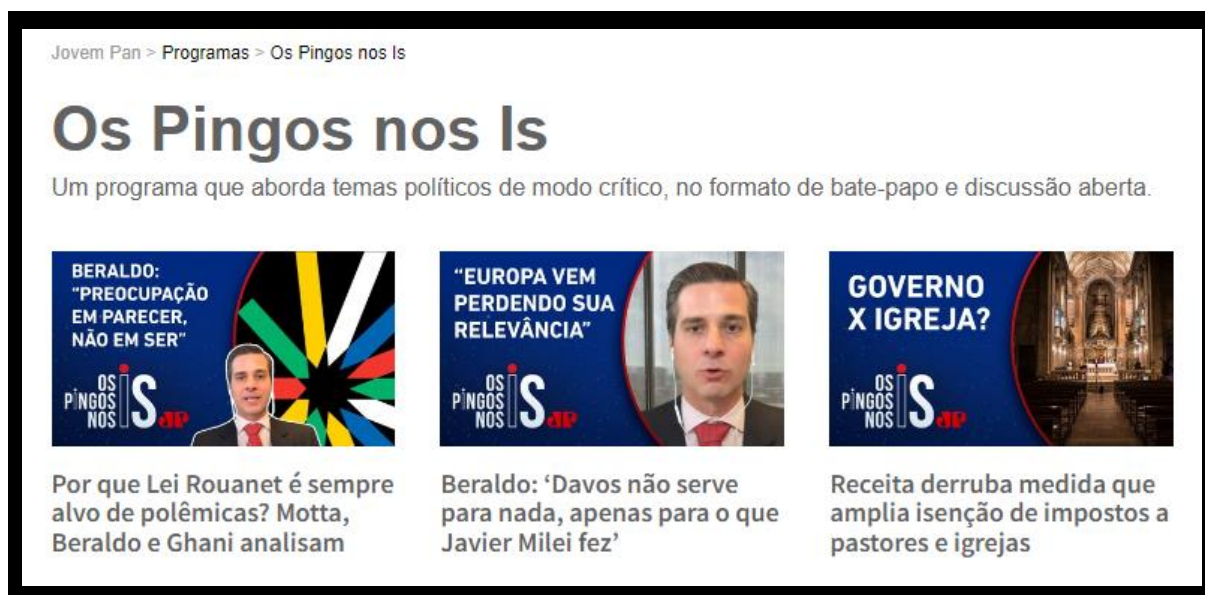 Jovem Pan > Programas > Os Pingos nos Is
Os Pingos nos Is
Um programa que aborda temas políticos de modo crítico, no formato de bate-papo e discussão aberta.
BERALDO:
"PREOCUPAÇÃO
EM PARECER,
NÃO EM SER"
OS
PINGOS
NOS
iS
JP
Por que Lei Rouanet é sempre
alvo de polêmicas? Motta,
Beraldo e Ghani analisam
"EUROPA VEM
PERDENDO SUA
RELEVÂNCIA"
OS
PINGOS
NOS
iS
JP
Beraldo: ‘Davos não serve
para nada, apenas para o que
Javier Milei fez’
GOVERNO
X IGREJA?
OS
PINGOS
NOS
iS
JP
Receita derruba medida que
amplia isenção de impostos a
pastores e igrejas